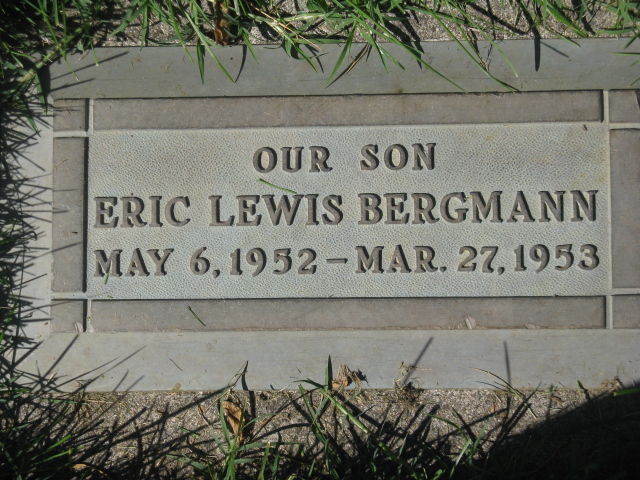 OUR SON
ERIC LEWIS BERGMANN
MAY 6, 1952 – MAR. 27, 1953